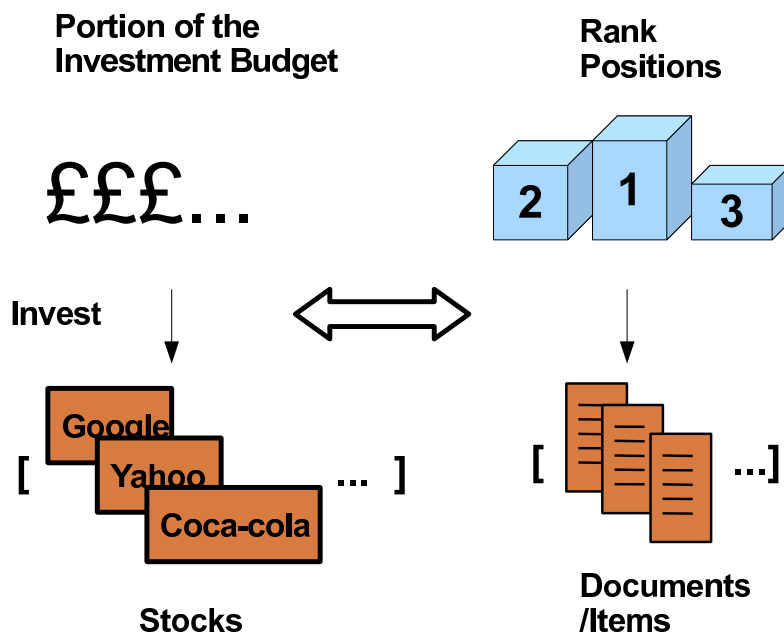 Portion of the
Investment Budget
£££...
Invest
[ Google
Yahoo
Coca-cola
... ]
Stocks
Rank
Positions
2 1 3
[ ...]
Documents
/Items